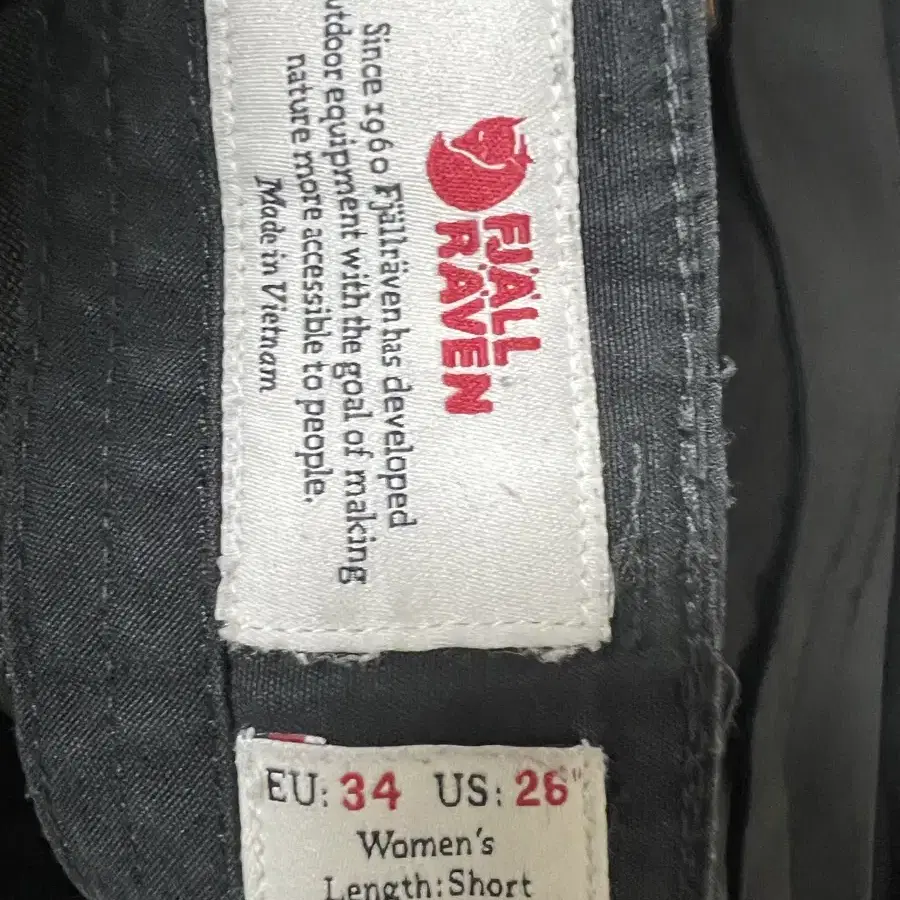 FJÄLL
RÄVEN
Since 1960 Fjällräven has developed
equipment with the goal of making
nature more accessible to people.
Made in Vietnam
EU: 34 US: 26"
Women's
Length: Short